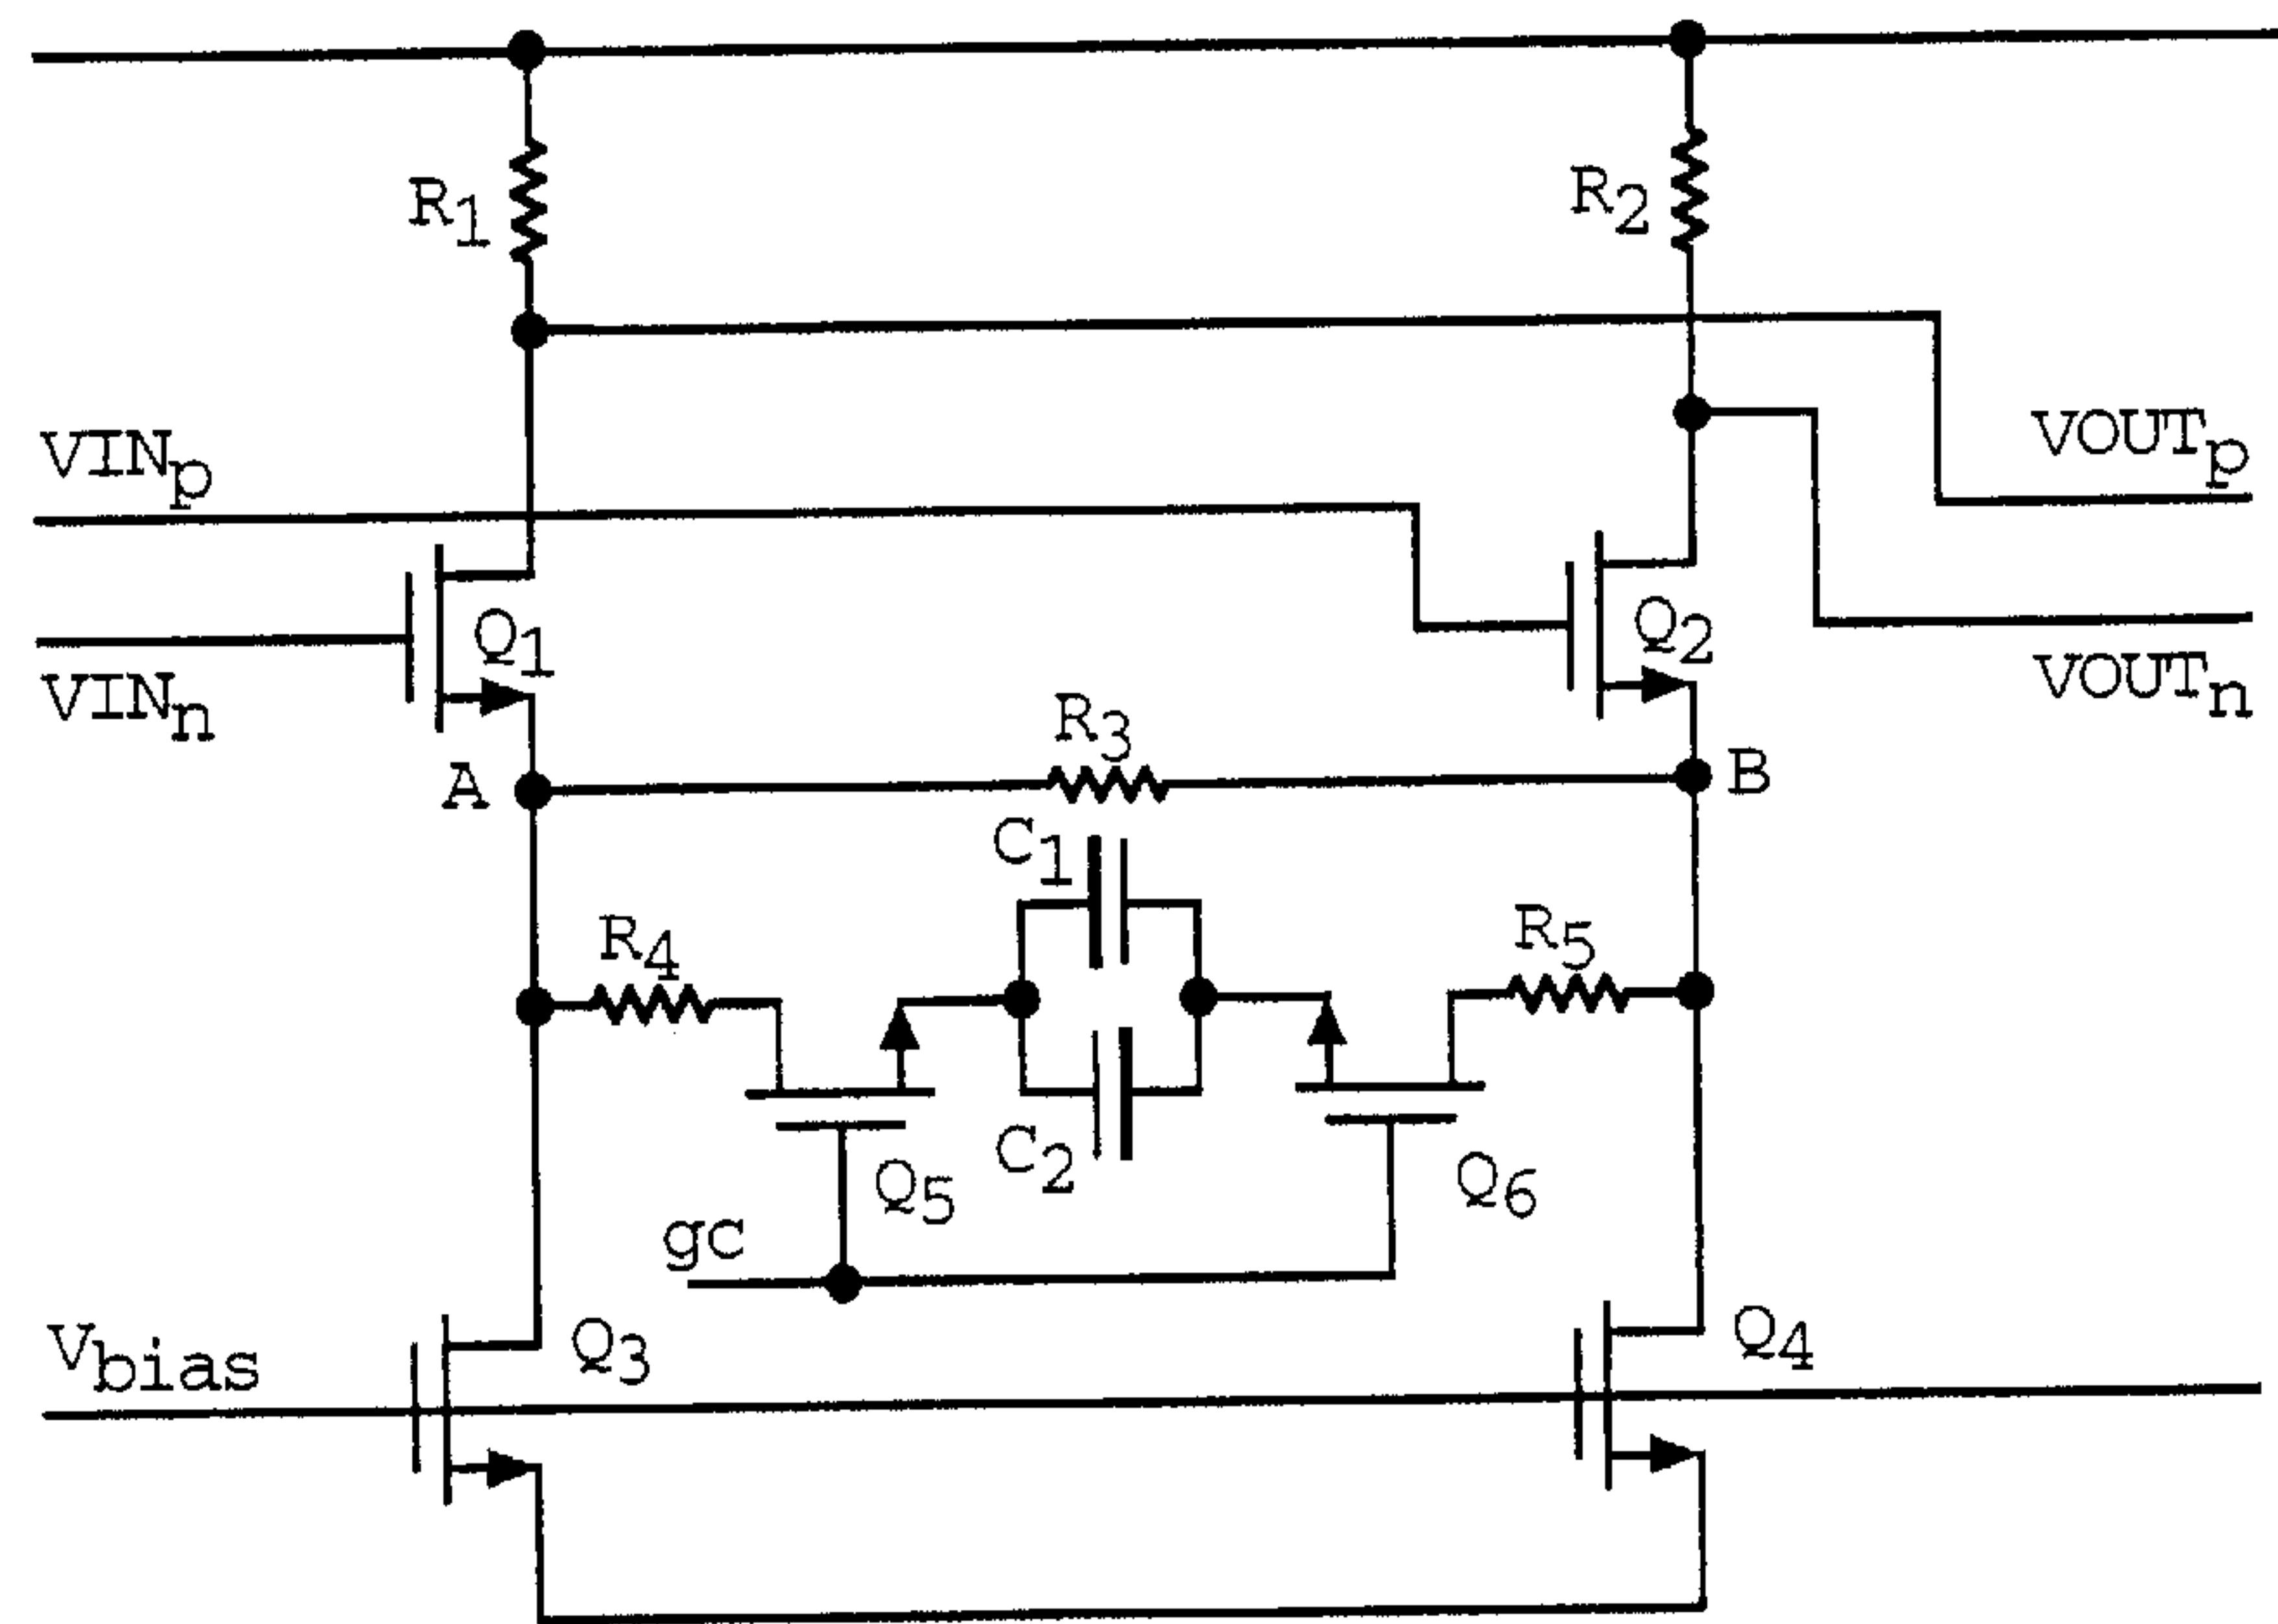 R1
R2
VINp
VOUTp
Q1
Q2
VINn
VOUTn
R3
A
B
C1
R4
R5
C2
Q5
Q6
gc
Vbias
Q3
Q4